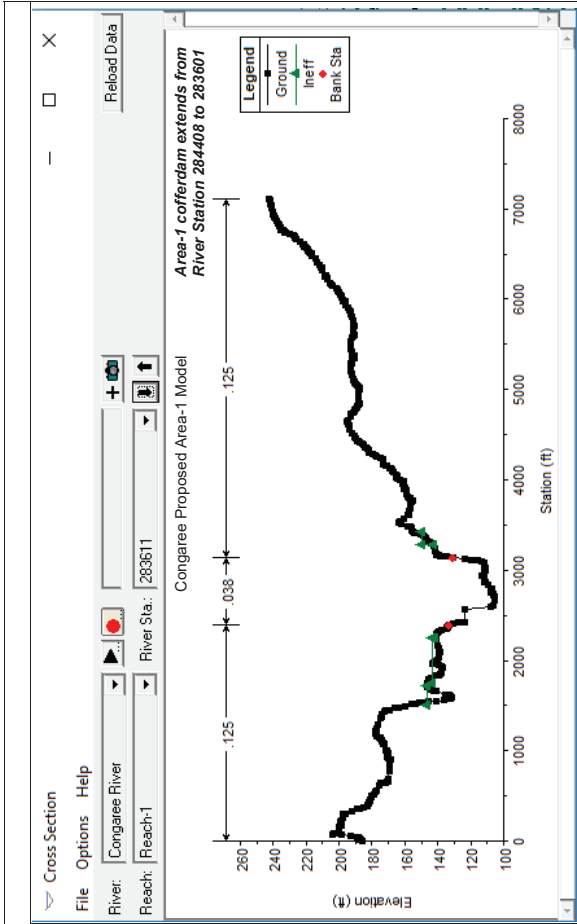 Cross Section
File Options Help
River: Congaree River
Reload Data
Reach: Reach-1 River Sta.: 283611
Congaree Proposed Area-1 Model
Area-1 cofferdam extends from
River Station 284408 to 283601
.125 .038 .125
Legend
Ground
Ineff
Bank Sta
Elevation (ft)
260
240
220
200
180
160
140
120
100
0 1000 2000 3000 4000 5000 6000 7000 8000
Station (ft)